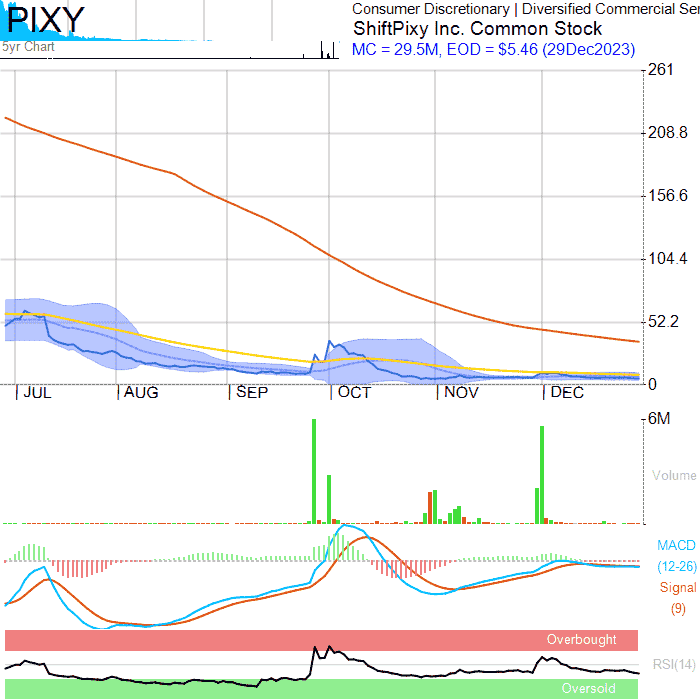 PIXY
Consumer Discretionary | Diversified Commercial Ser
ShiftPixy Inc. Common Stock
5yr Chart
MC = 29.5M, EOD = $5.46 (29Dec2023)
261
208.8
156.6
104.4
52.2
0
JUL
AUG
SEP
OCT
NOV
DEC
6M
Volume
MACD
(12-26)
Signal
(9)
Overbought
RSI(14)
Oversold